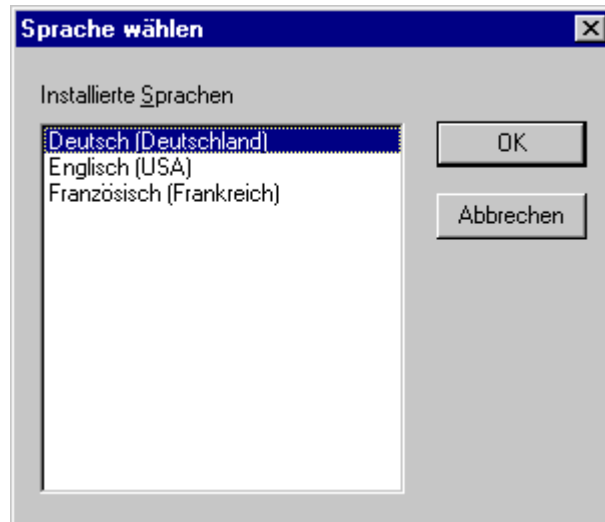 Sprache wählen
Installierte Sprachen
Deutsch (Deutschland)
Englisch (USA)
Französisch (Frankreich)
OK
Abbrechen